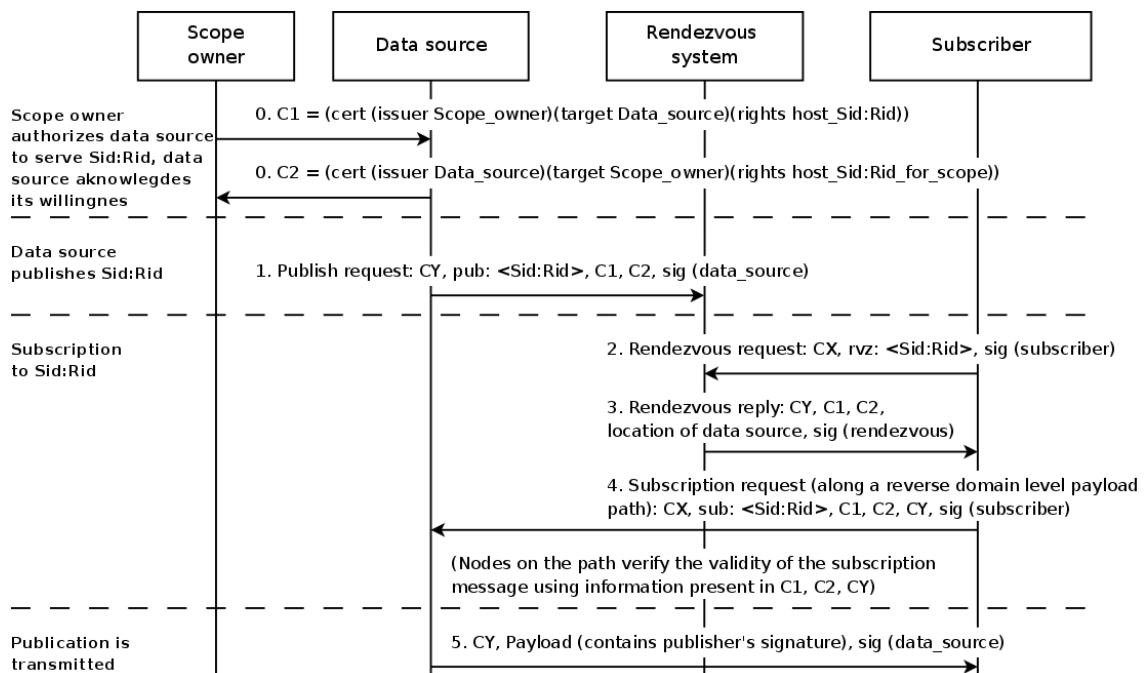 Scope
owner
Data source
Rendezvous
system
Subscriber
Scope owner
authorizes data source
to serve Sid:Rid, data
source aknowlegdes
its willingnes
0. C1 = (cert (issuer Scope_owner)(target Data_source)(rights host_Sid:Rid))
0. C2 = (cert (issuer Data_source)(target Scope_owner)(rights host_Sid:Rid_for_scope))
Data source
publishes Sid:Rid
1. Publish request: CY, pub: <Sid:Rid>, C1, C2, sig (data_source)
Subscription
to Sid:Rid
2. Rendezvous request: CX, rvz: <Sid:Rid>, sig (subscriber)
3. Rendezvous reply: CY, C1, C2,
location of data source, sig (rendezvous)
4. Subscription request (along a reverse domain level payload
path): CX, sub: <Sid:Rid>, C1, C2, CY, sig (subscriber)
(Nodes on the path verify the validity of the subscription
message using information present in C1, C2, CY)
Publication is
transmitted
5. CY, Payload (contains publisher's signature), sig (data_source)